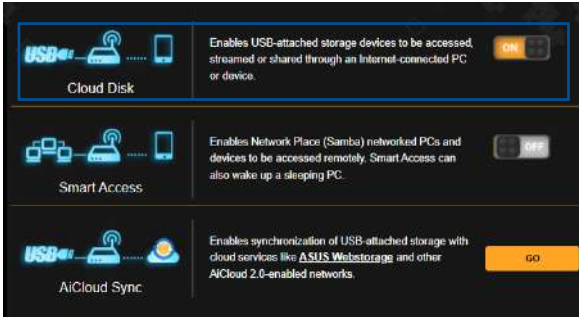 USB
Cloud Disk
Enables USB-attached storage devices to be accessed,
streamed or shared through an Internet-connected PC
or device.
ON
Smart Access
Enables Network Place (Samba) networked PCs and
devices to be accessed remotely. Smart Access can
also wake up a sleeping PC.
OFF
USB
AiCloud Sync
Enables synchronization of USB-attached storage with
cloud services like ASUS Webstorage and other
AiCloud 2.0-enabled networks.
GO